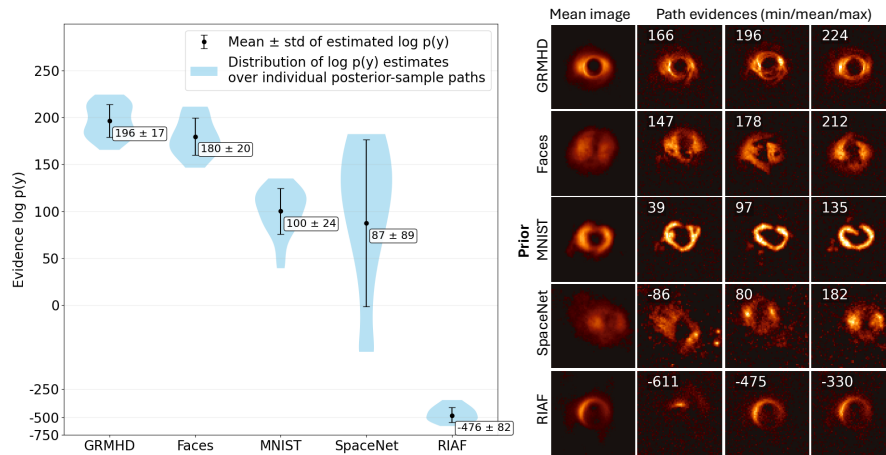 Evidence log p(y)
250
200
150
100
50
0
-250
-500
-750
Mean ± std of estimated log p(y)
Distribution of log p(y) estimates
over individual posterior-sample paths
196 ± 17
180 ± 20
100 ± 24
87 ± 89
-476 ± 82
GRMHD Faces MNIST SpaceNet RIAF
Mean image Path evidences (min/mean/max)
Prior
GRMHD
166 196 224
Faces
147 178 212
MNIST
39 97 135
SpaceNet
-86 80 182
RIAF
-611 -475 -330